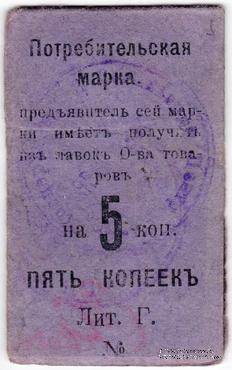 Потребительская
марка.
предъявитель сей мар-
ки имѣетъ получить
изъ лавокъ О-ва това-
ровъ
на 5 коп.
ПЯТЬ КОПЕЕКЪ
Лит. Г.
№